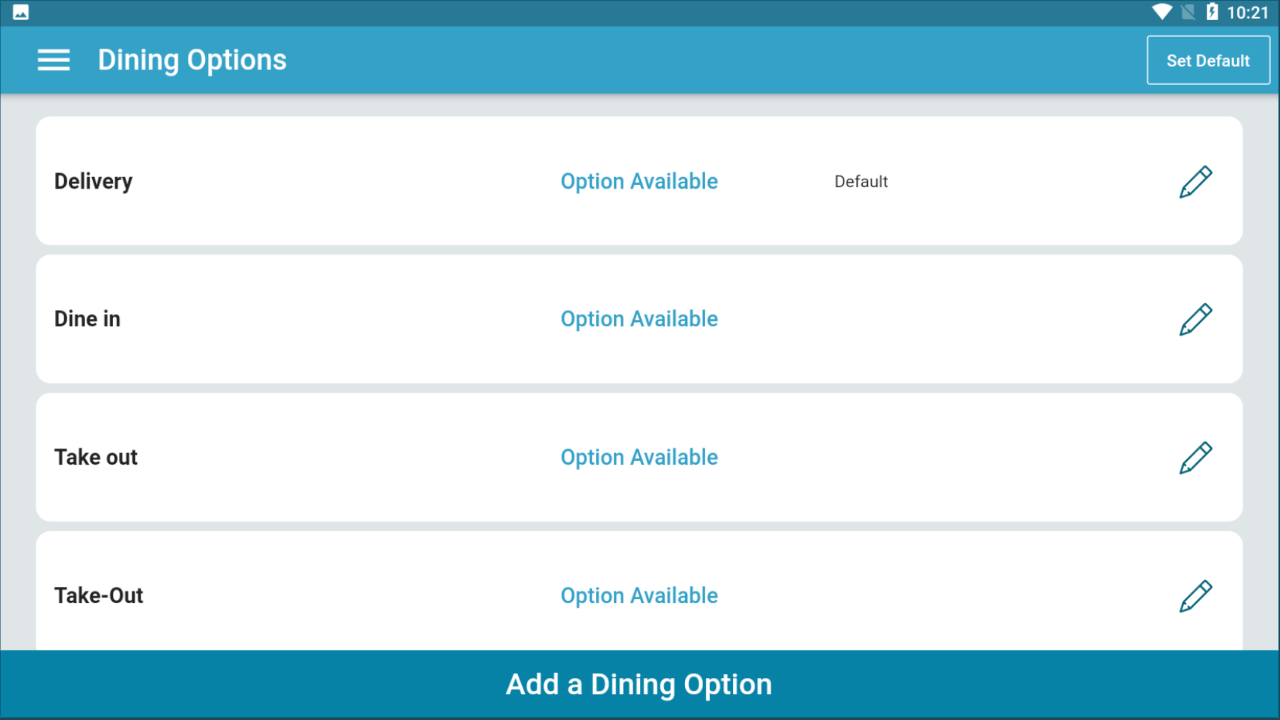 10:21
Dining Options
Set Default
Delivery Option Available Default
Dine in Option Available
Take out Option Available
Take-Out Option Available
Add a Dining Option